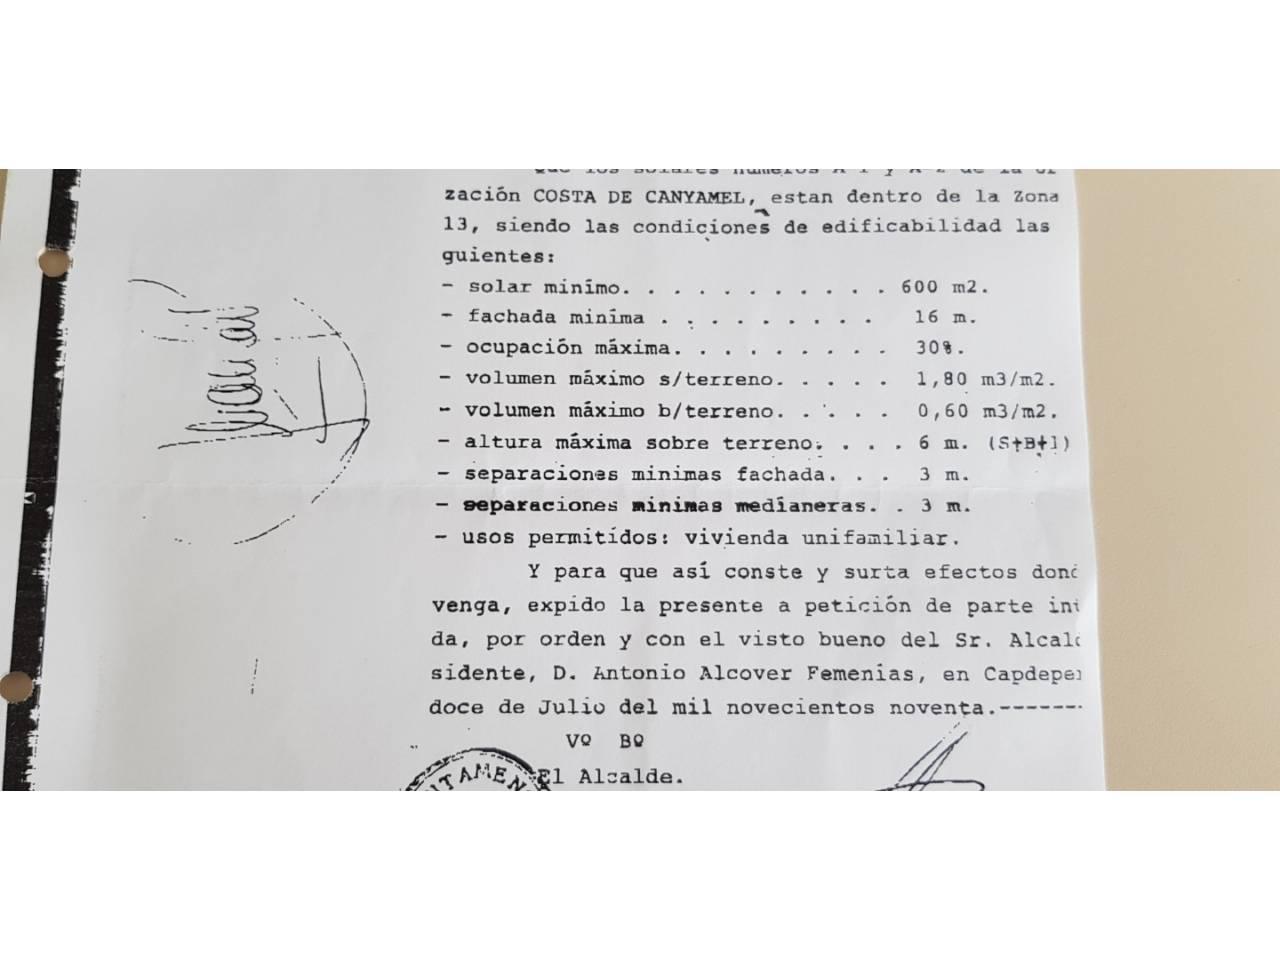 zación COSTA DE CANYAMEL, estan dentro de la Zona
13, siendo las condiciones de edificabilidad las
guientes:
- solar minimo. . . . . . . . . . . 600 m2.
- fachada minima . . . . . . . . . 16 m.
- ocupación máxima. . . . . . . . . 30%.
- volumen máximo s/terreno. . . . . 1,80 m3/m2.
- volumen máximo b/terreno. . . . . 0,60 m3/m2.
- altura máxima sobre terreno. . . . 6 m. (S+B+1)
- separaciones minimas fachada. . . 3 m.
- separaciones minimas medianeras. . 3 m.
- usos permitidos: vivienda unifamiliar.
Y para que así conste y surta efectos
venga, expido la presente a petición de parte
da, por orden y con el visto bueno del Sr.
sidente, D. Antonio Alcover Femenias, en
doce de Julio del mil novecientos noventa.-------
Vº Bº
El Alcalde.